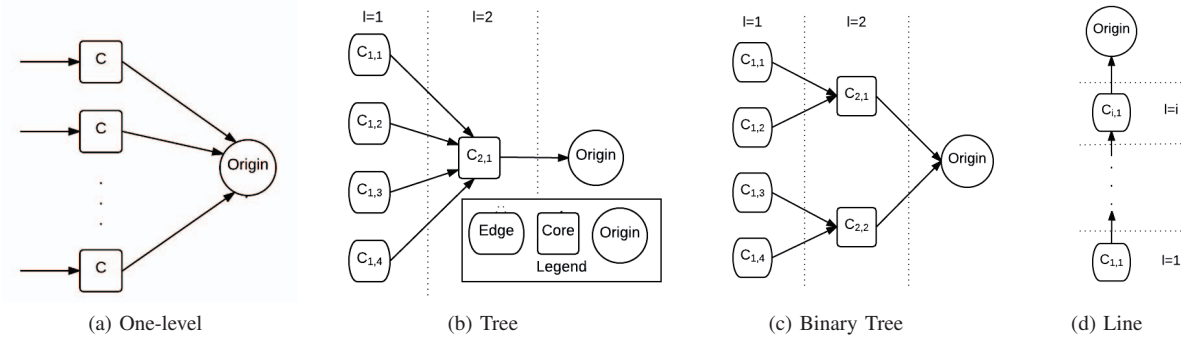 C
C
C
Origin
(a) One-level
l=1
l=2
C1,1
C1,2
C1,3
C1,4
C2,1
Origin
Edge
Core
Origin
Legend
(b) Tree
l=1
l=2
C1,1
C1,2
C1,3
C1,4
C2,1
C2,2
Origin
(c) Binary Tree
Origin
Ci,1
l=i
C1,1
l=1
(d) Line